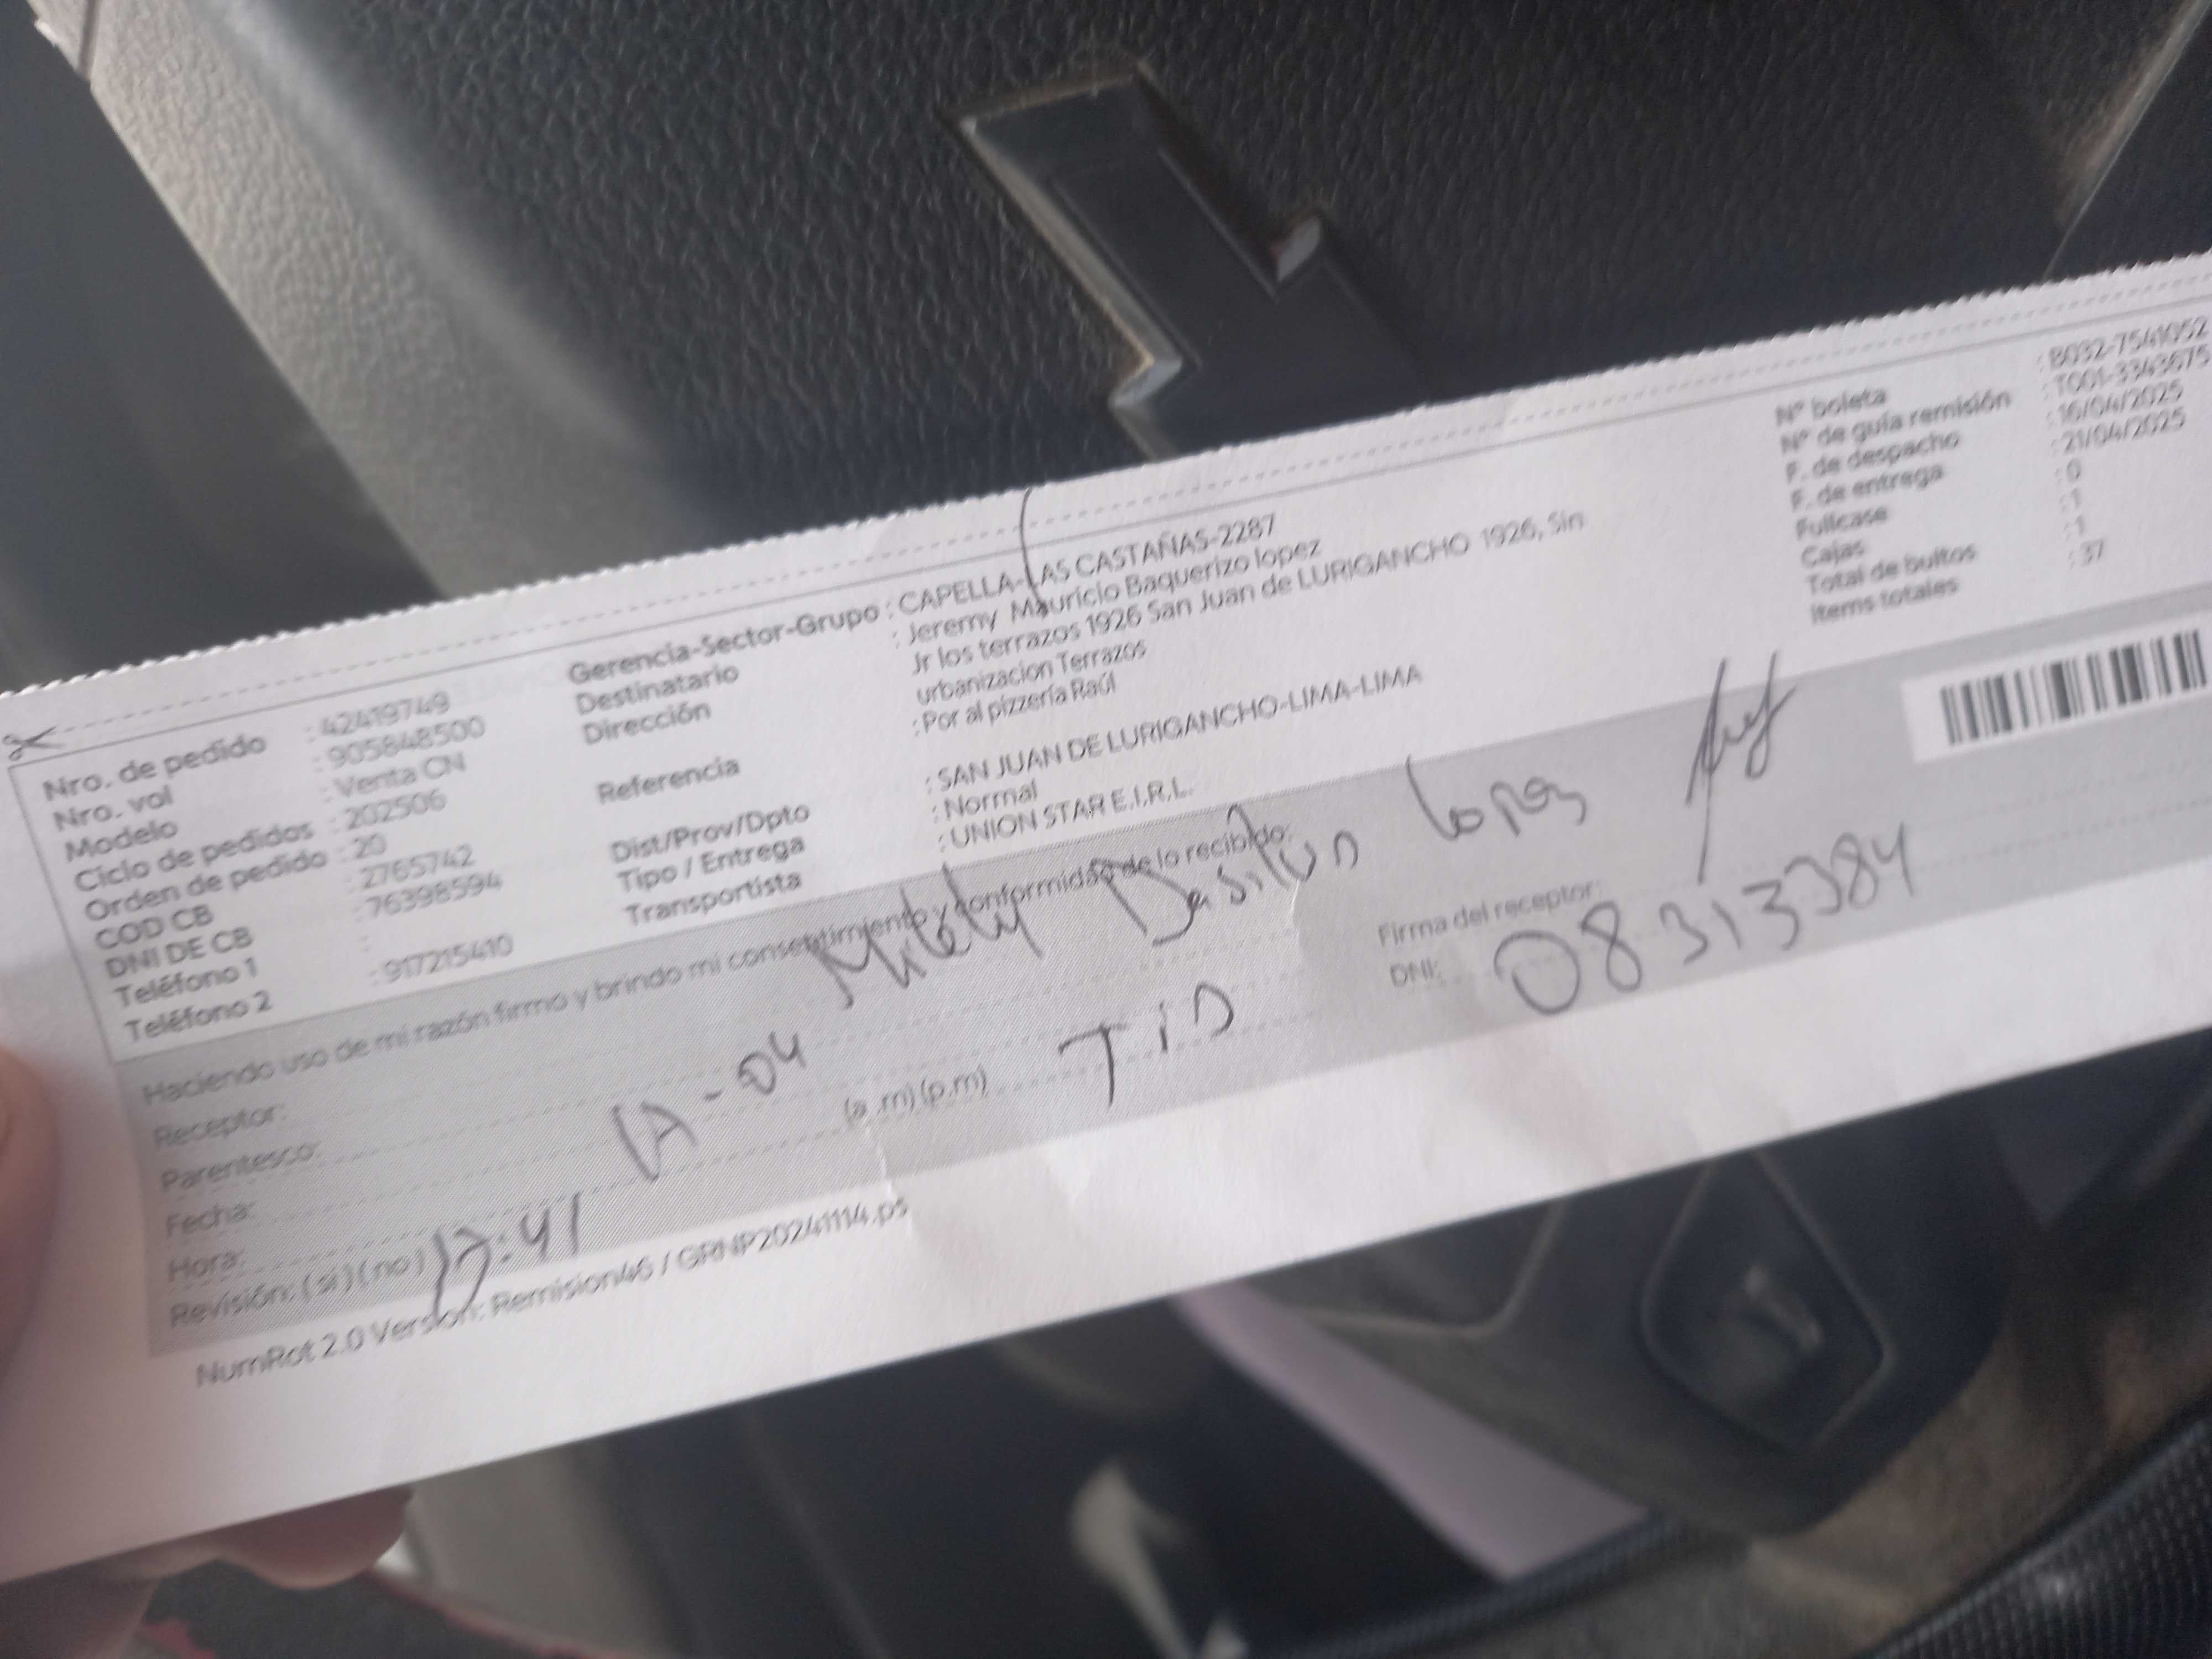 Nro. de pedido : 42419749
Nro. vol : 905848500
Modelo : Venta CN
Ciclo de pedidos : 202506
Orden de pedido : 20
COD CB : 2765742
DNI DE CB : 76398594
Teléfono 1 :
Teléfono 2 : 917215410
Gerencia-Sector-Grupo : CAPELLA-LAS CASTAÑAS-2287
Destinatario : Jeremy Mauricio Baquerizo lopez
Dirección Jr los terrazos 1926 San Juan de LURIGANCHO 1926, Sin
urbanizacion Terrazos
Referencia : Por al pizzería Raúl
Dist/Prov/Dpto : SAN JUAN DE LURIGANCHO-LIMA-LIMA
Tipo / Entrega : Normal
Transportista : UNION STAR E.I.R.L.
N° boleta : B032-7541052
N° de guía remisión : T001-3343675
F. de despacho : 16/04/2025
F. de entrega : 21/04/2025
Fullcase : 0
Cajas : 1
Total de bultos : 1
Items totales : 37
Haciendo uso de mi razón firmo y brindo mi consentimiento y conformidad de lo recibido:
Receptor:
Parentesco:
Fecha:
Hora: (a.m) (p.m)
Revisión: (si) (no) 17:41
lopez
Tio
Firma del receptor:
DNI: 08313384
NumRot 2.0 Version: Remision46 / GRNP20241114.ps